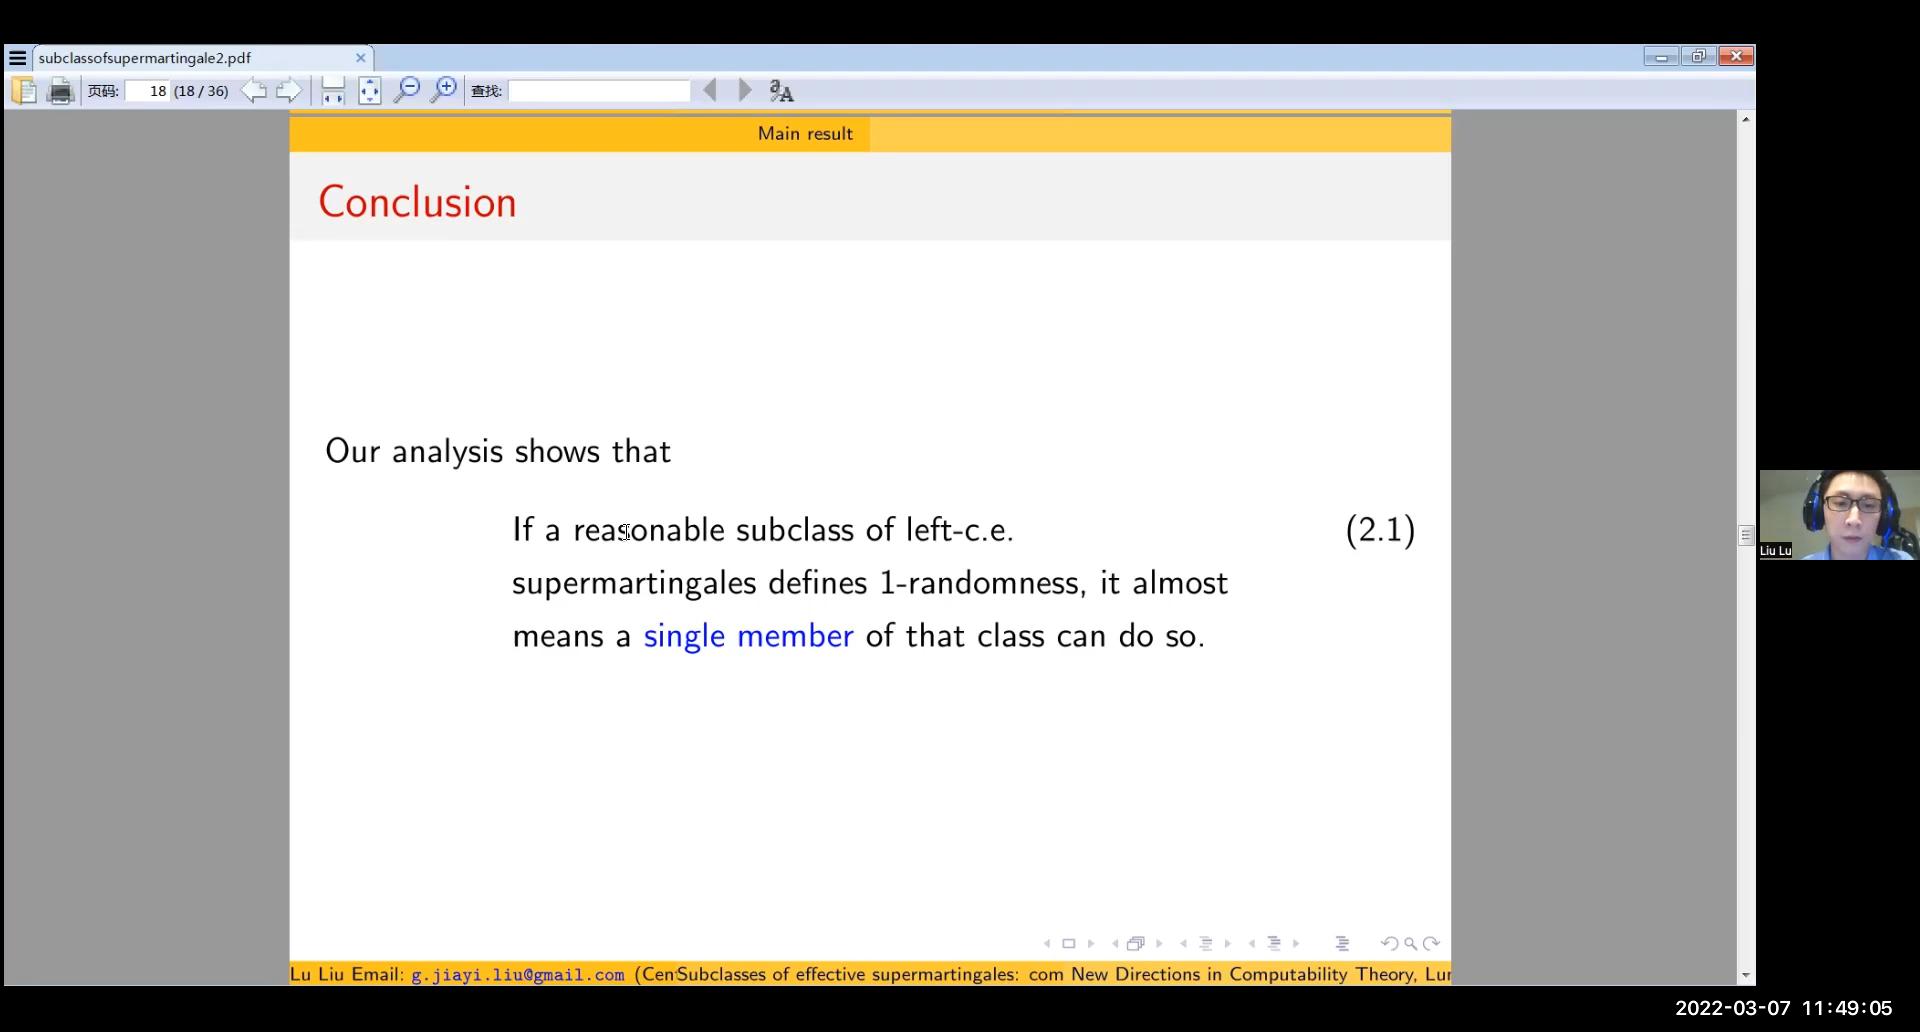 subclassofsupermartingale2.pdf
页码: 18 (18 / 36) 查找:
Main result
Conclusion
Our analysis shows that
If a reasonable subclass of left-c.e. (2.1)
supermartingales defines 1-randomness, it almost
means a single member of that class can do so.
Liu Lu
Lu Liu Email: g.jiayi.liu@gmail.com (Cen Subclasses of effective supermartingales: com New Directions in Computability Theory, Lu
2022-03-07 11:49:05